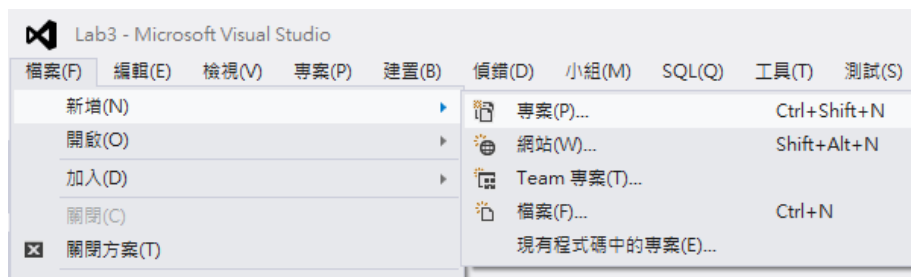 Lab3 - Microsoft Visual Studio
檔案(F) 編輯(E) 檢視(V) 專案(P) 建置(B) 偵錯(D) 小組(M) SQL(Q) 工具(T) 測試(S)
新增(N)
開啟(O)
加入(D)
關閉(C)
關閉方案(T)
專案(P)... Ctrl+Shift+N
網站(W)... Shift+Alt+N
Team 專案(T)...
檔案(F)... Ctrl+N
現有程式碼中的專案(E)...